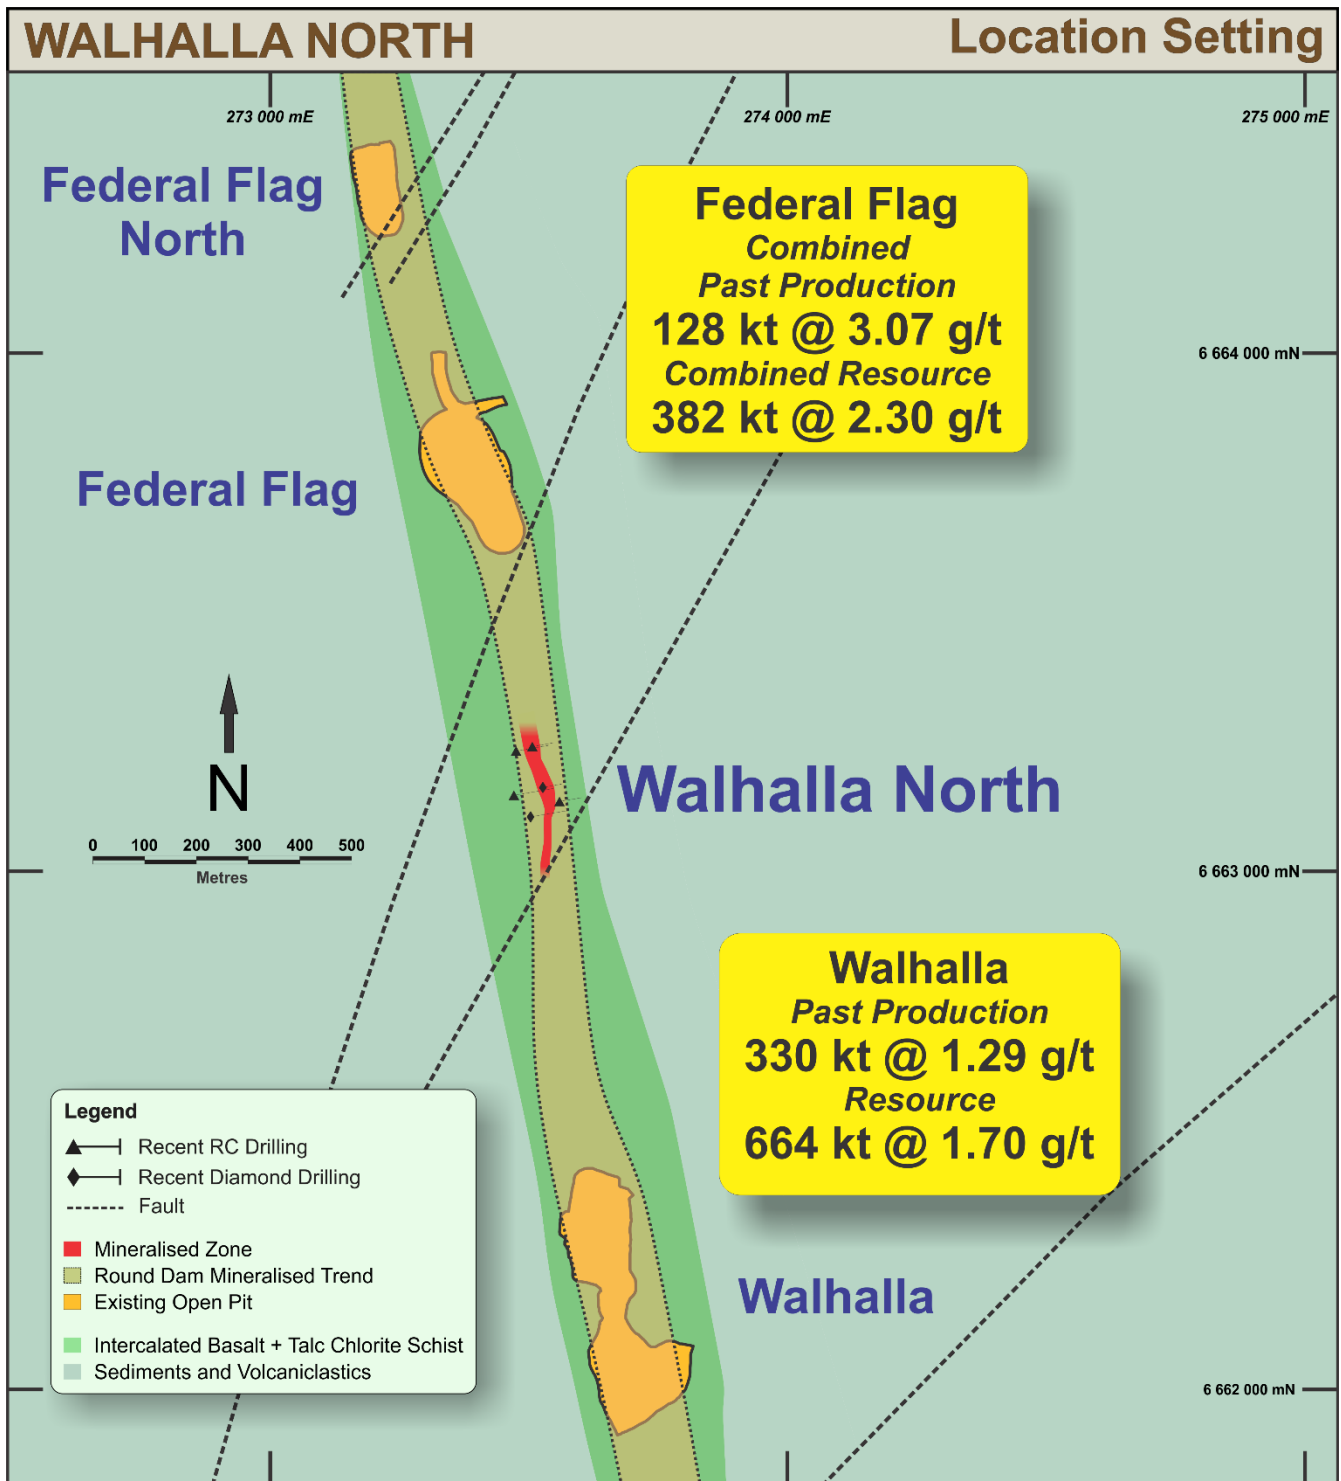 WALHALLA NORTH
Location Setting
273 000 mE
274 000 mE
275 000 mE
Federal Flag
North
Federal Flag
Combined
Past Production
128 kt @ 3.07 g/t
Combined Resource
382 kt @ 2.30 g/t
6 664 000 mN
Federal Flag
N
0 100 200 300 400 500
Metres
Walhalla North
6 663 000 mN
Walhalla
Past Production
330 kt @ 1.29 g/t
Resource
664 kt @ 1.70 g/t
Legend
Recent RC Drilling
Recent Diamond Drilling
Fault
Mineralised Zone
Round Dam Mineralised Trend
Existing Open Pit
Intercalated Basalt + Talc Chlorite Schist
Sediments and Volcaniclastics
Walhalla
6 662 000 mN